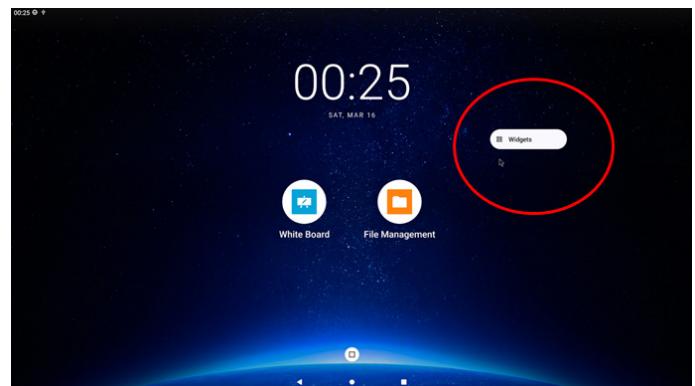 00:25
00:25
SAT, MAR 16
Widgets
White Board
File Management